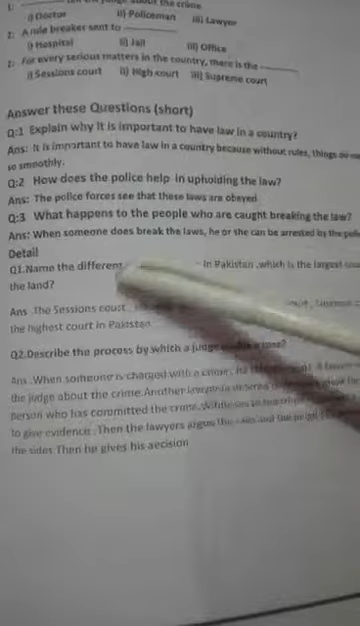 1: tell the judge about the crime
i) Doctor ii) Policeman iii) Lawyer
2: A rule breaker sent to
i) Hospital ii) Jail iii) Office
For every serious matters in the country, there is the
i) Sessions court ii) High court iii) Supreme court
Answer these Questions (short)
Q:1 Explain why it is important to have law in a country?
Ans: It is important to have law in a country because without rules, things
so smoothly.
Q:2 How does the police help in upholding the law?
Ans: The police forces see that these laws are obeyed
Q:3 What happens to the people who are caught breaking the law?
Ans: When someone does break the laws, he or she can be arrested by the
Detail
Q1.Name the different in Pakistan ,which is the largest
the land?
Ans The Sessions court,
the highest court in Pakistan
Q2.Describe the process by which a judge
Ans :When someone is charged with a crime,
the judge about the crime.Another lawyer
person who has committed the crime.
to give evidence .Then the lawyers argue the
the sides Then he gives his decision